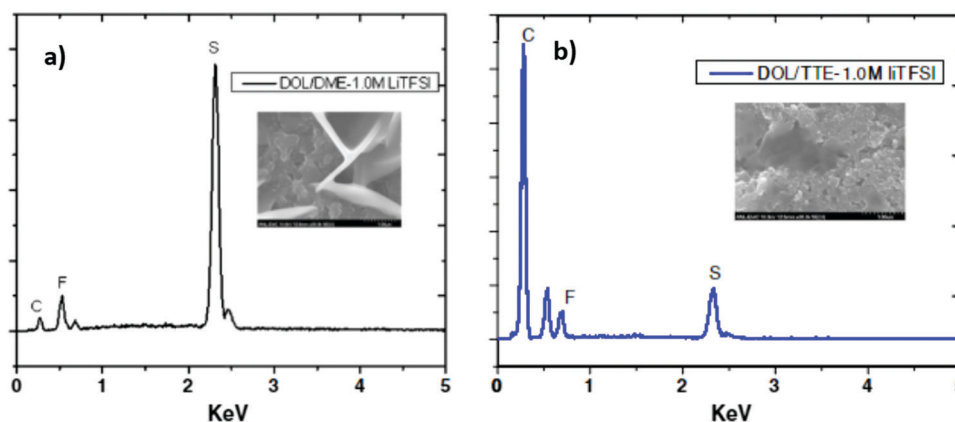 a)
S
DOL/DME-1.0M LiTFSI
F
C
0 1 2 3 4 5
KeV
b)
C
DOL/TTE-1.0M liTFSI
F
S
0 1 2 3 4 5
KeV